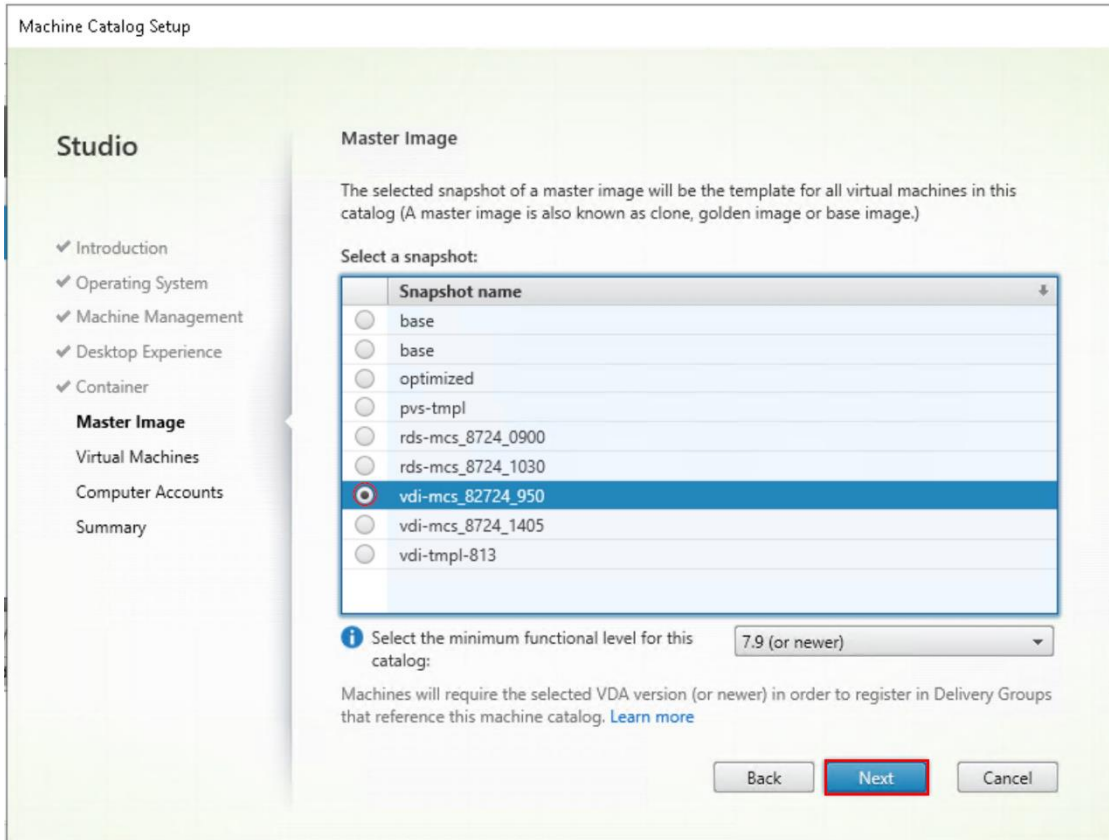 Machine Catalog Setup
Studio
Introduction
Operating System
Machine Management
Desktop Experience
Container
Master Image
Virtual Machines
Computer Accounts
Summary
Master Image
The selected snapshot of a master image will be the template for all virtual machines in this
catalog (A master image is also known as clone, golden image or base image.)
Select a snapshot:
Snapshot name
base
base
optimized
pvs-tmpl
rds-mcs_8724_0900
rds-mcs_8724_1030
vdi-mcs_82724_950
vdi-mcs_8724_1405
vdi-tmpl-813
Select the minimum functional level for this
catalog:
7.9 (or newer)
Machines will require the selected VDA version (or newer) in order to register in Delivery Groups
that reference this machine catalog. Learn more
Back
Next
Cancel